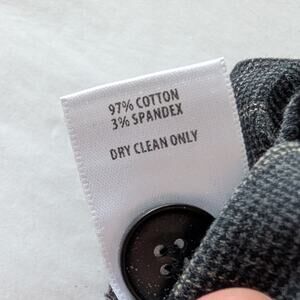 97% COTTON
3% SPANDEX
DRY CLEAN ONLY